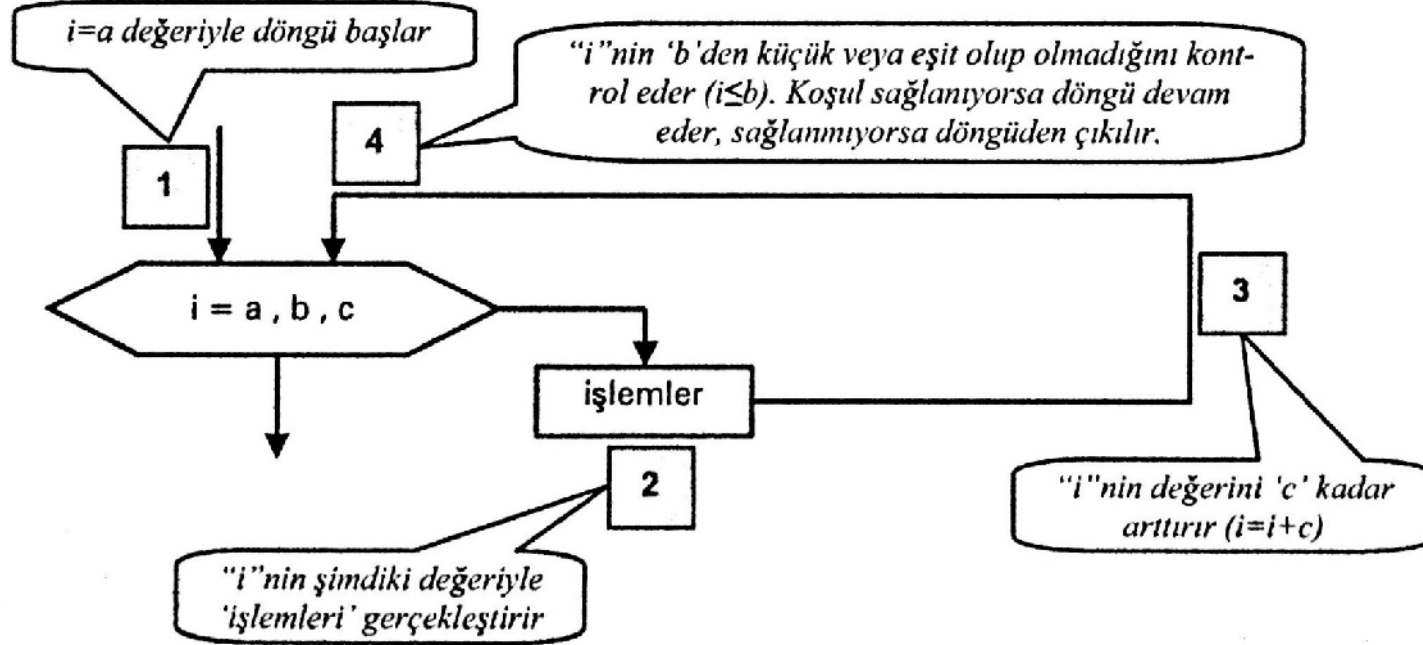 i=a değeriyle döngü başlar
“i”nin ‘b’den küçük veya eşit olup olmadığını kont-
rol eder (i≤b). Koşul sağlanıyorsa döngü devam
eder, sağlanmıyorsa döngüden çıkılır.
1
4
i = a , b , c
3
işlemler
2
“i”nin değerini ‘c’ kadar
arttırır (i=i+c)
“i”nin şimdiki değeriyle
‘işlemleri’ gerçekleştirir